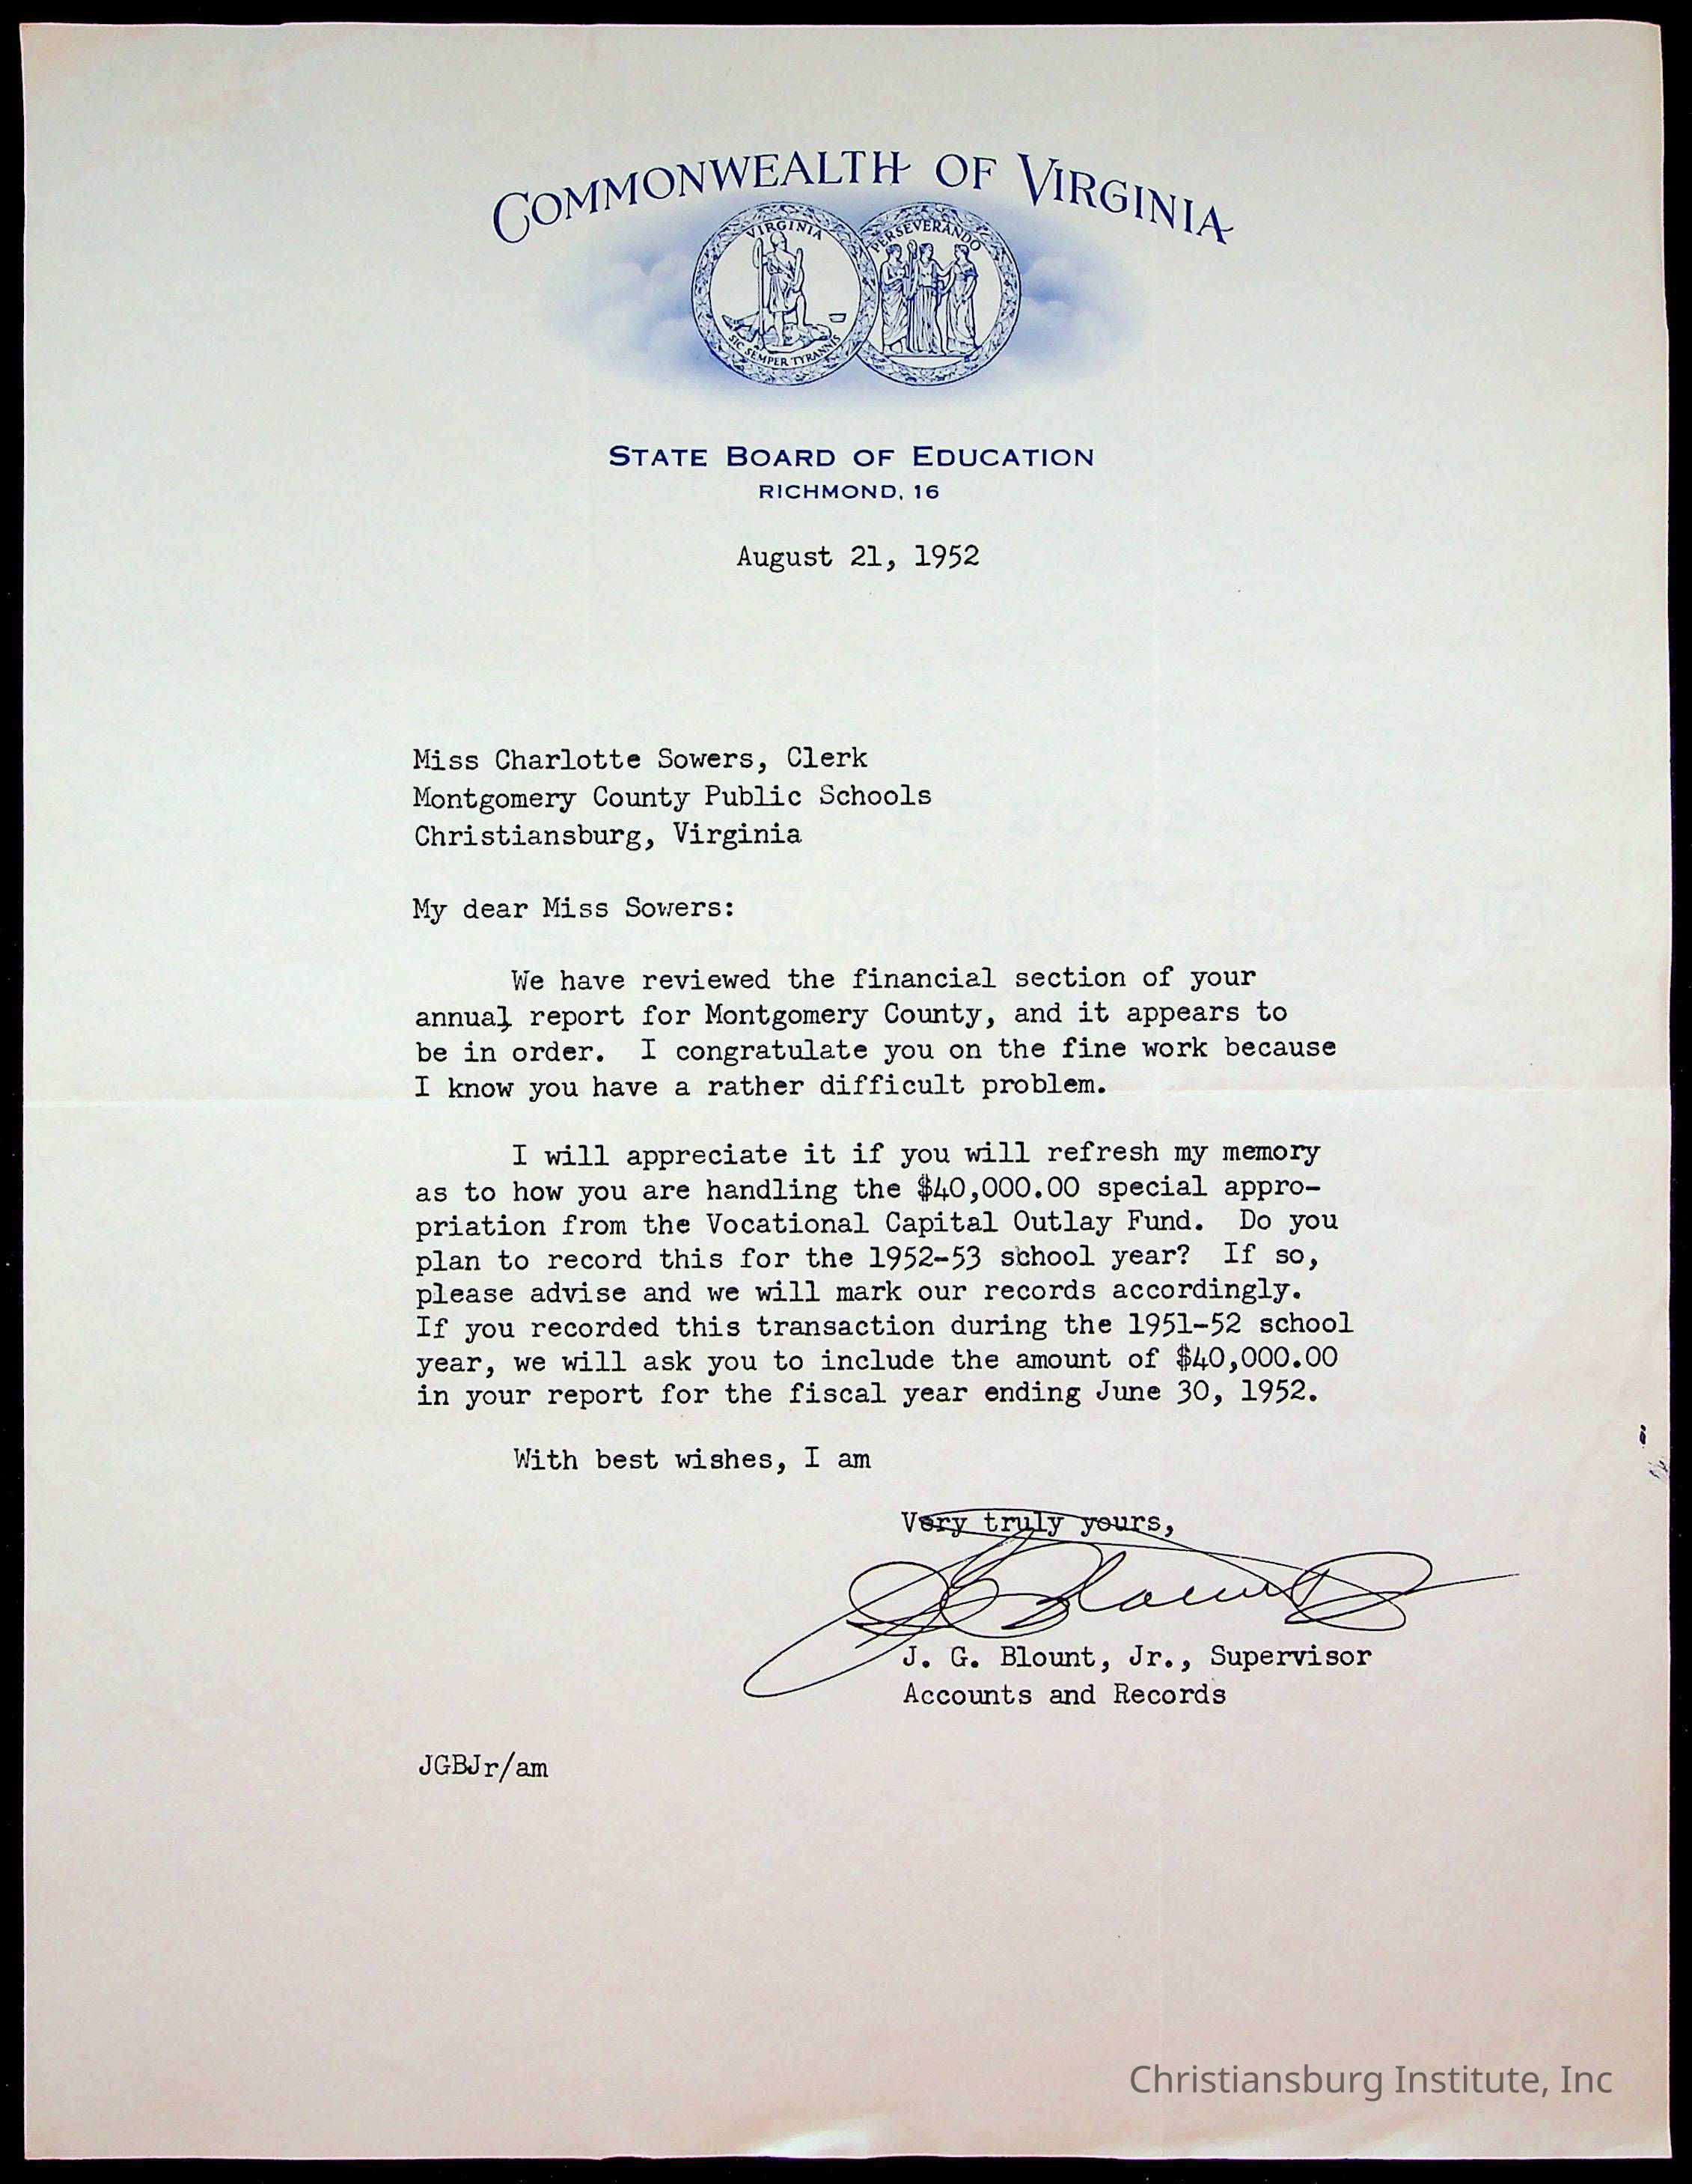 COMMONWEALTH OF VIRGINIA
VIRGINIA
PERSEVERANDO
SIC SEMPER TYRANNIS
STATE BOARD OF EDUCATION
RICHMOND, 16
August 21, 1952
Miss Charlotte Sowers, Clerk
Montgomery County Public Schools
Christiansburg, Virginia
My dear Miss Sowers:
We have reviewed the financial section of your
annual report for Montgomery County, and it appears to
be in order. I congratulate you on the fine work because
I know you have a rather difficult problem.
I will appreciate it if you will refresh my memory
as to how you are handling the $40,000.00 special appro-
priation from the Vocational Capital Outlay Fund. Do you
plan to record this for the 1952-53 school year? If so,
please advise and we will mark our records accordingly.
If you recorded this transaction during the 1951-52 school
year, we will ask you to include the amount of $40,000.00
in your report for the fiscal year ending June 30, 1952.
With best wishes, I am
Very truly yours,
J. G. Blount, Jr., Supervisor
Accounts and Records
JGBJr/am
Christiansburg Institute, Inc